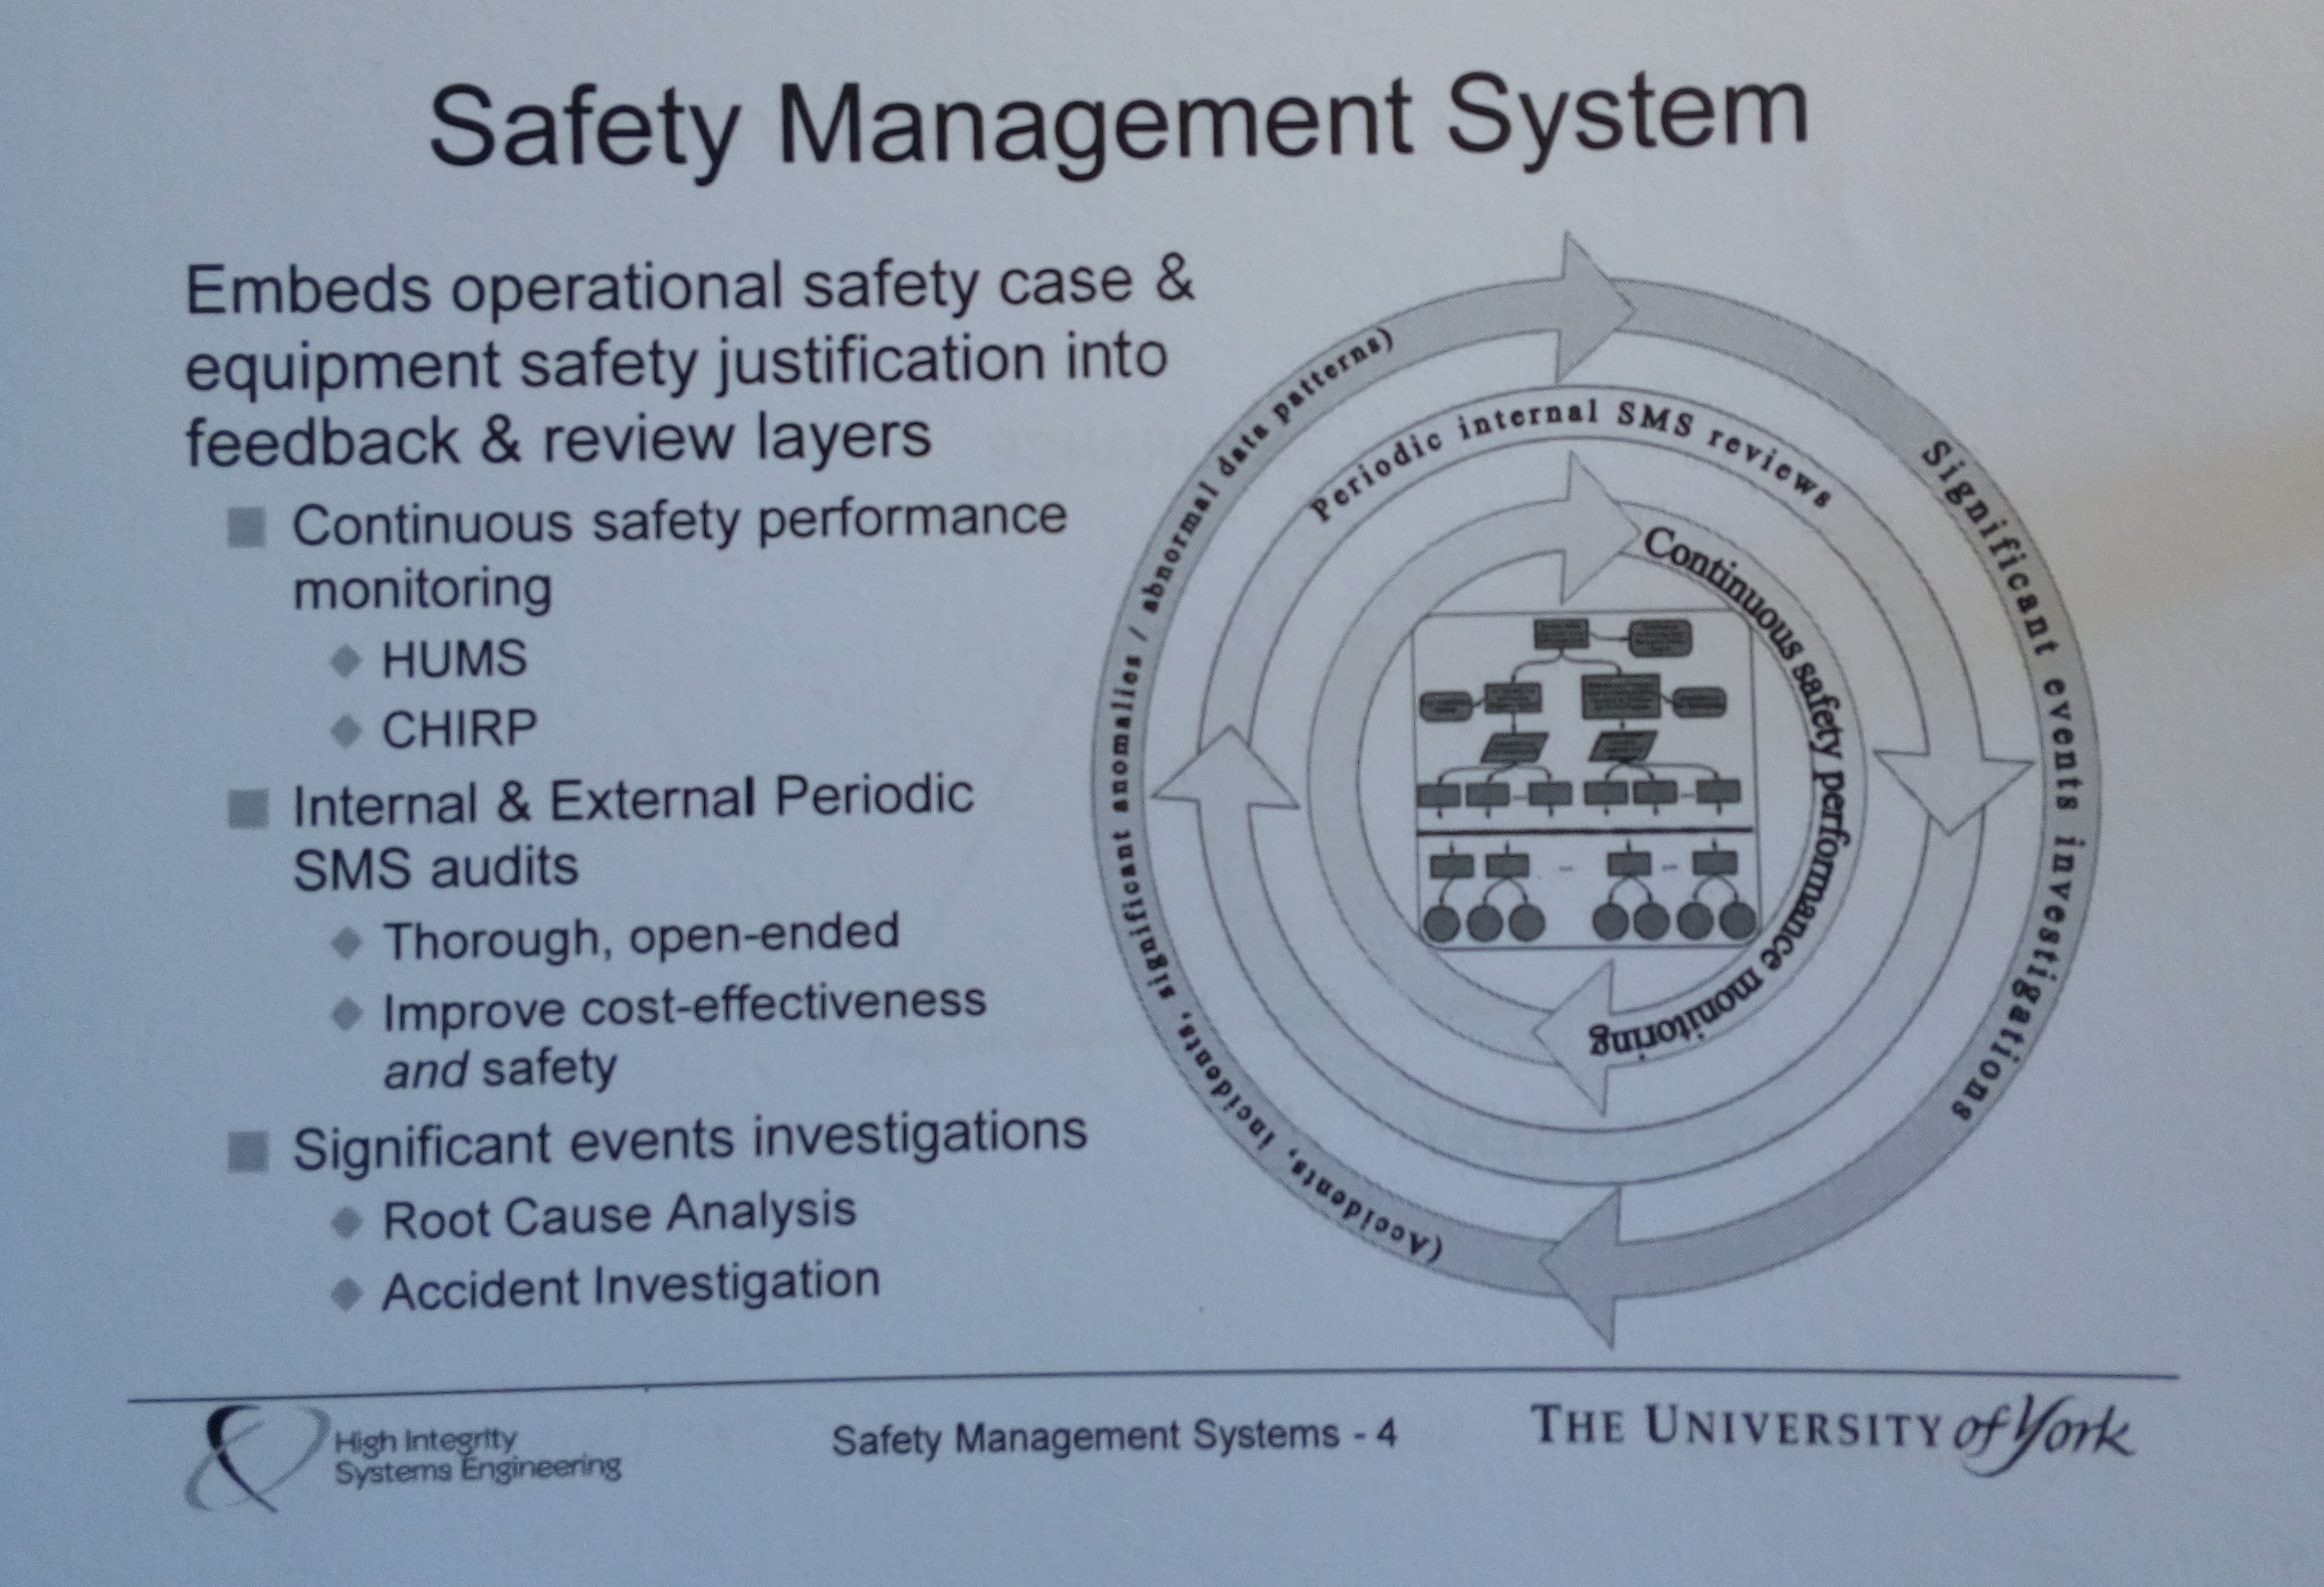 Safety Management System
Embeds operational safety case &
equipment safety justification into
feedback & review layers
Continuous safety performance
monitoring
HUMS
CHIRP
Internal & External Periodic
SMS audits
Thorough, open-ended
Improve cost-effectiveness
and safety
Significant events investigations
Root Cause Analysis
Accident Investigation
Significant events investigations
(Accidents, incidents, significant anomalies / abnormal data patterns)
Periodic internal SMS reviews
Continuous safety performance monitoring
High Integrity
Systems Engineering
Safety Management Systems - 4
THE UNIVERSITY of York